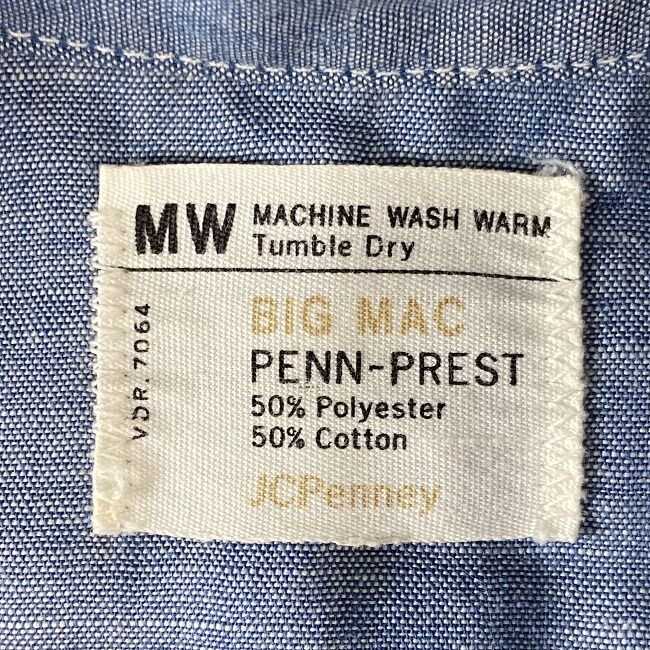 MW MACHINE WASH WARM
Tumble Dry
BIG MAC
PENN-PREST
50% Polyester
50% Cotton
JCPenney
VDR. 7064